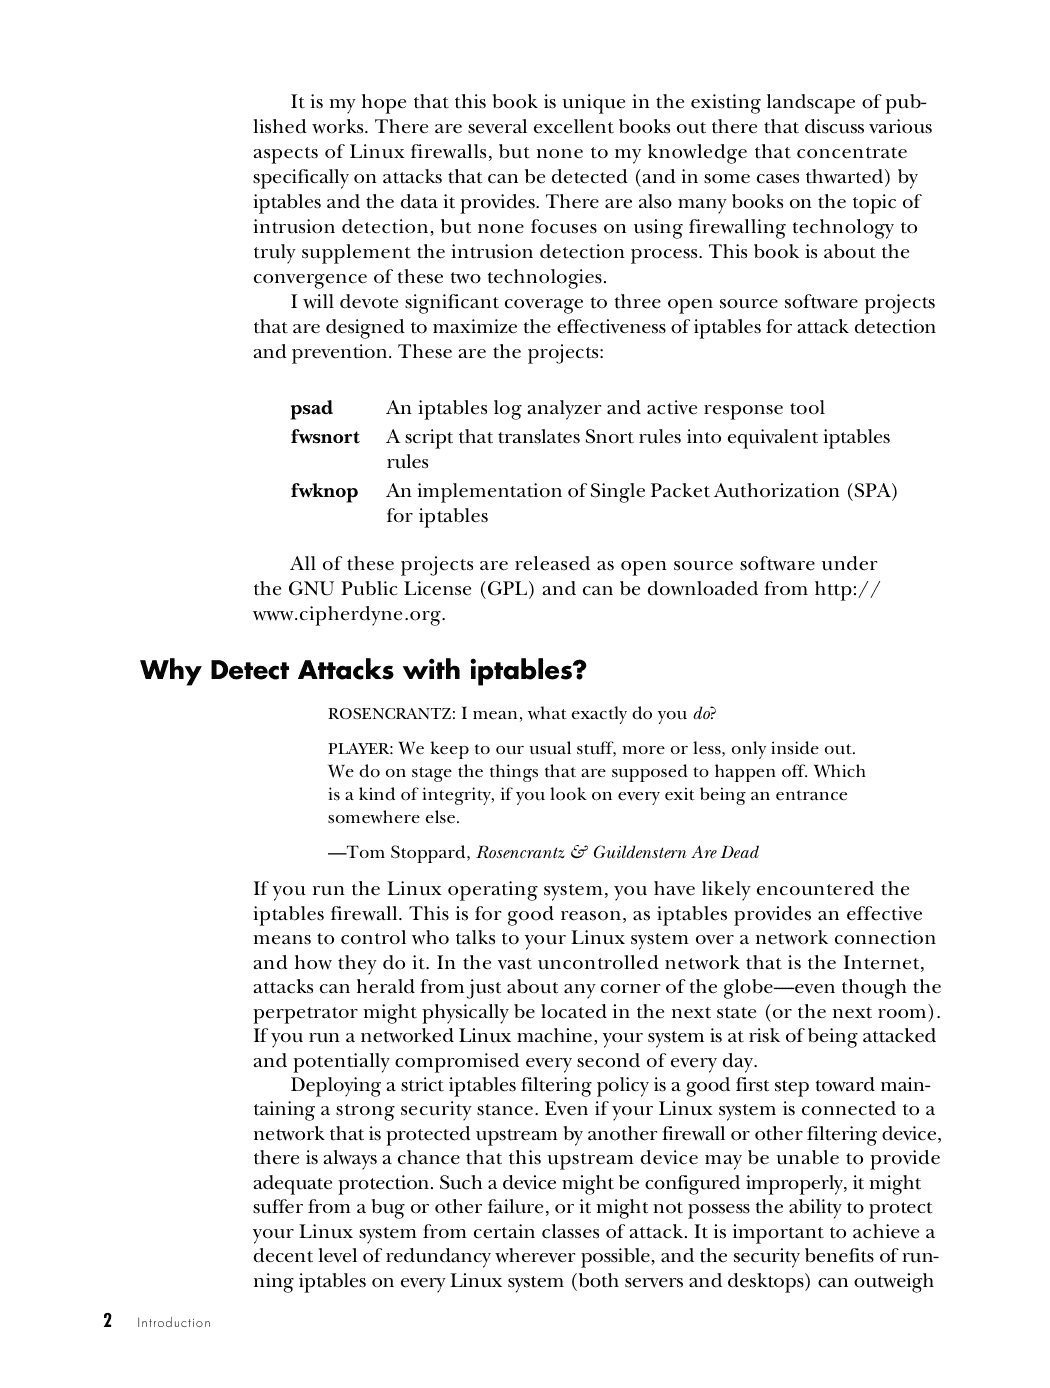 It is my hope that this book is unique in the existing landscape of pub-
lished works. There are several excellent books out there that discuss various
aspects of Linux firewalls, but none to my knowledge that concentrate
specifically on attacks that can be detected (and in some cases thwarted) by
iptables and the data it provides. There are also many books on the topic of
intrusion detection, but none focuses on using firewalling technology to
truly supplement the intrusion detection process. This book is about the
convergence of these two technologies.
I will devote significant coverage to three open source software projects
that are designed to maximize the effectiveness of iptables for attack detection
and prevention. These are the projects:
psad An iptables log analyzer and active response tool
fwsnort A script that translates Snort rules into equivalent iptables
rules
fwknop An implementation of Single Packet Authorization (SPA)
for iptables
All of these projects are released as open source software under
the GNU Public License (GPL) and can be downloaded from http://
www.cipherdyne.org.
Why Detect Attacks with iptables?
ROSENCRANTZ: I mean, what exactly do you do?
PLAYER: We keep to our usual stuff, more or less, only inside out.
We do on stage the things that are supposed to happen off. Which
is a kind of integrity, if you look on every exit being an entrance
somewhere else.
—Tom Stoppard, Rosencrantz & Guildenstern Are Dead
If you run the Linux operating system, you have likely encountered the
iptables firewall. This is for good reason, as iptables provides an effective
means to control who talks to your Linux system over a network connection
and how they do it. In the vast uncontrolled network that is the Internet,
attacks can herald from just about any corner of the globe—even though the
perpetrator might physically be located in the next state (or the next room).
If you run a networked Linux machine, your system is at risk of being attacked
and potentially compromised every second of every day.
Deploying a strict iptables filtering policy is a good first step toward main-
taining a strong security stance. Even if your Linux system is connected to a
network that is protected upstream by another firewall or other filtering device,
there is always a chance that this upstream device may be unable to provide
adequate protection. Such a device might be configured improperly, it might
suffer from a bug or other failure, or it might not possess the ability to protect
your Linux system from certain classes of attack. It is important to achieve a
decent level of redundancy wherever possible, and the security benefits of run-
ning iptables on every Linux system (both servers and desktops) can outweigh
2 Introduction